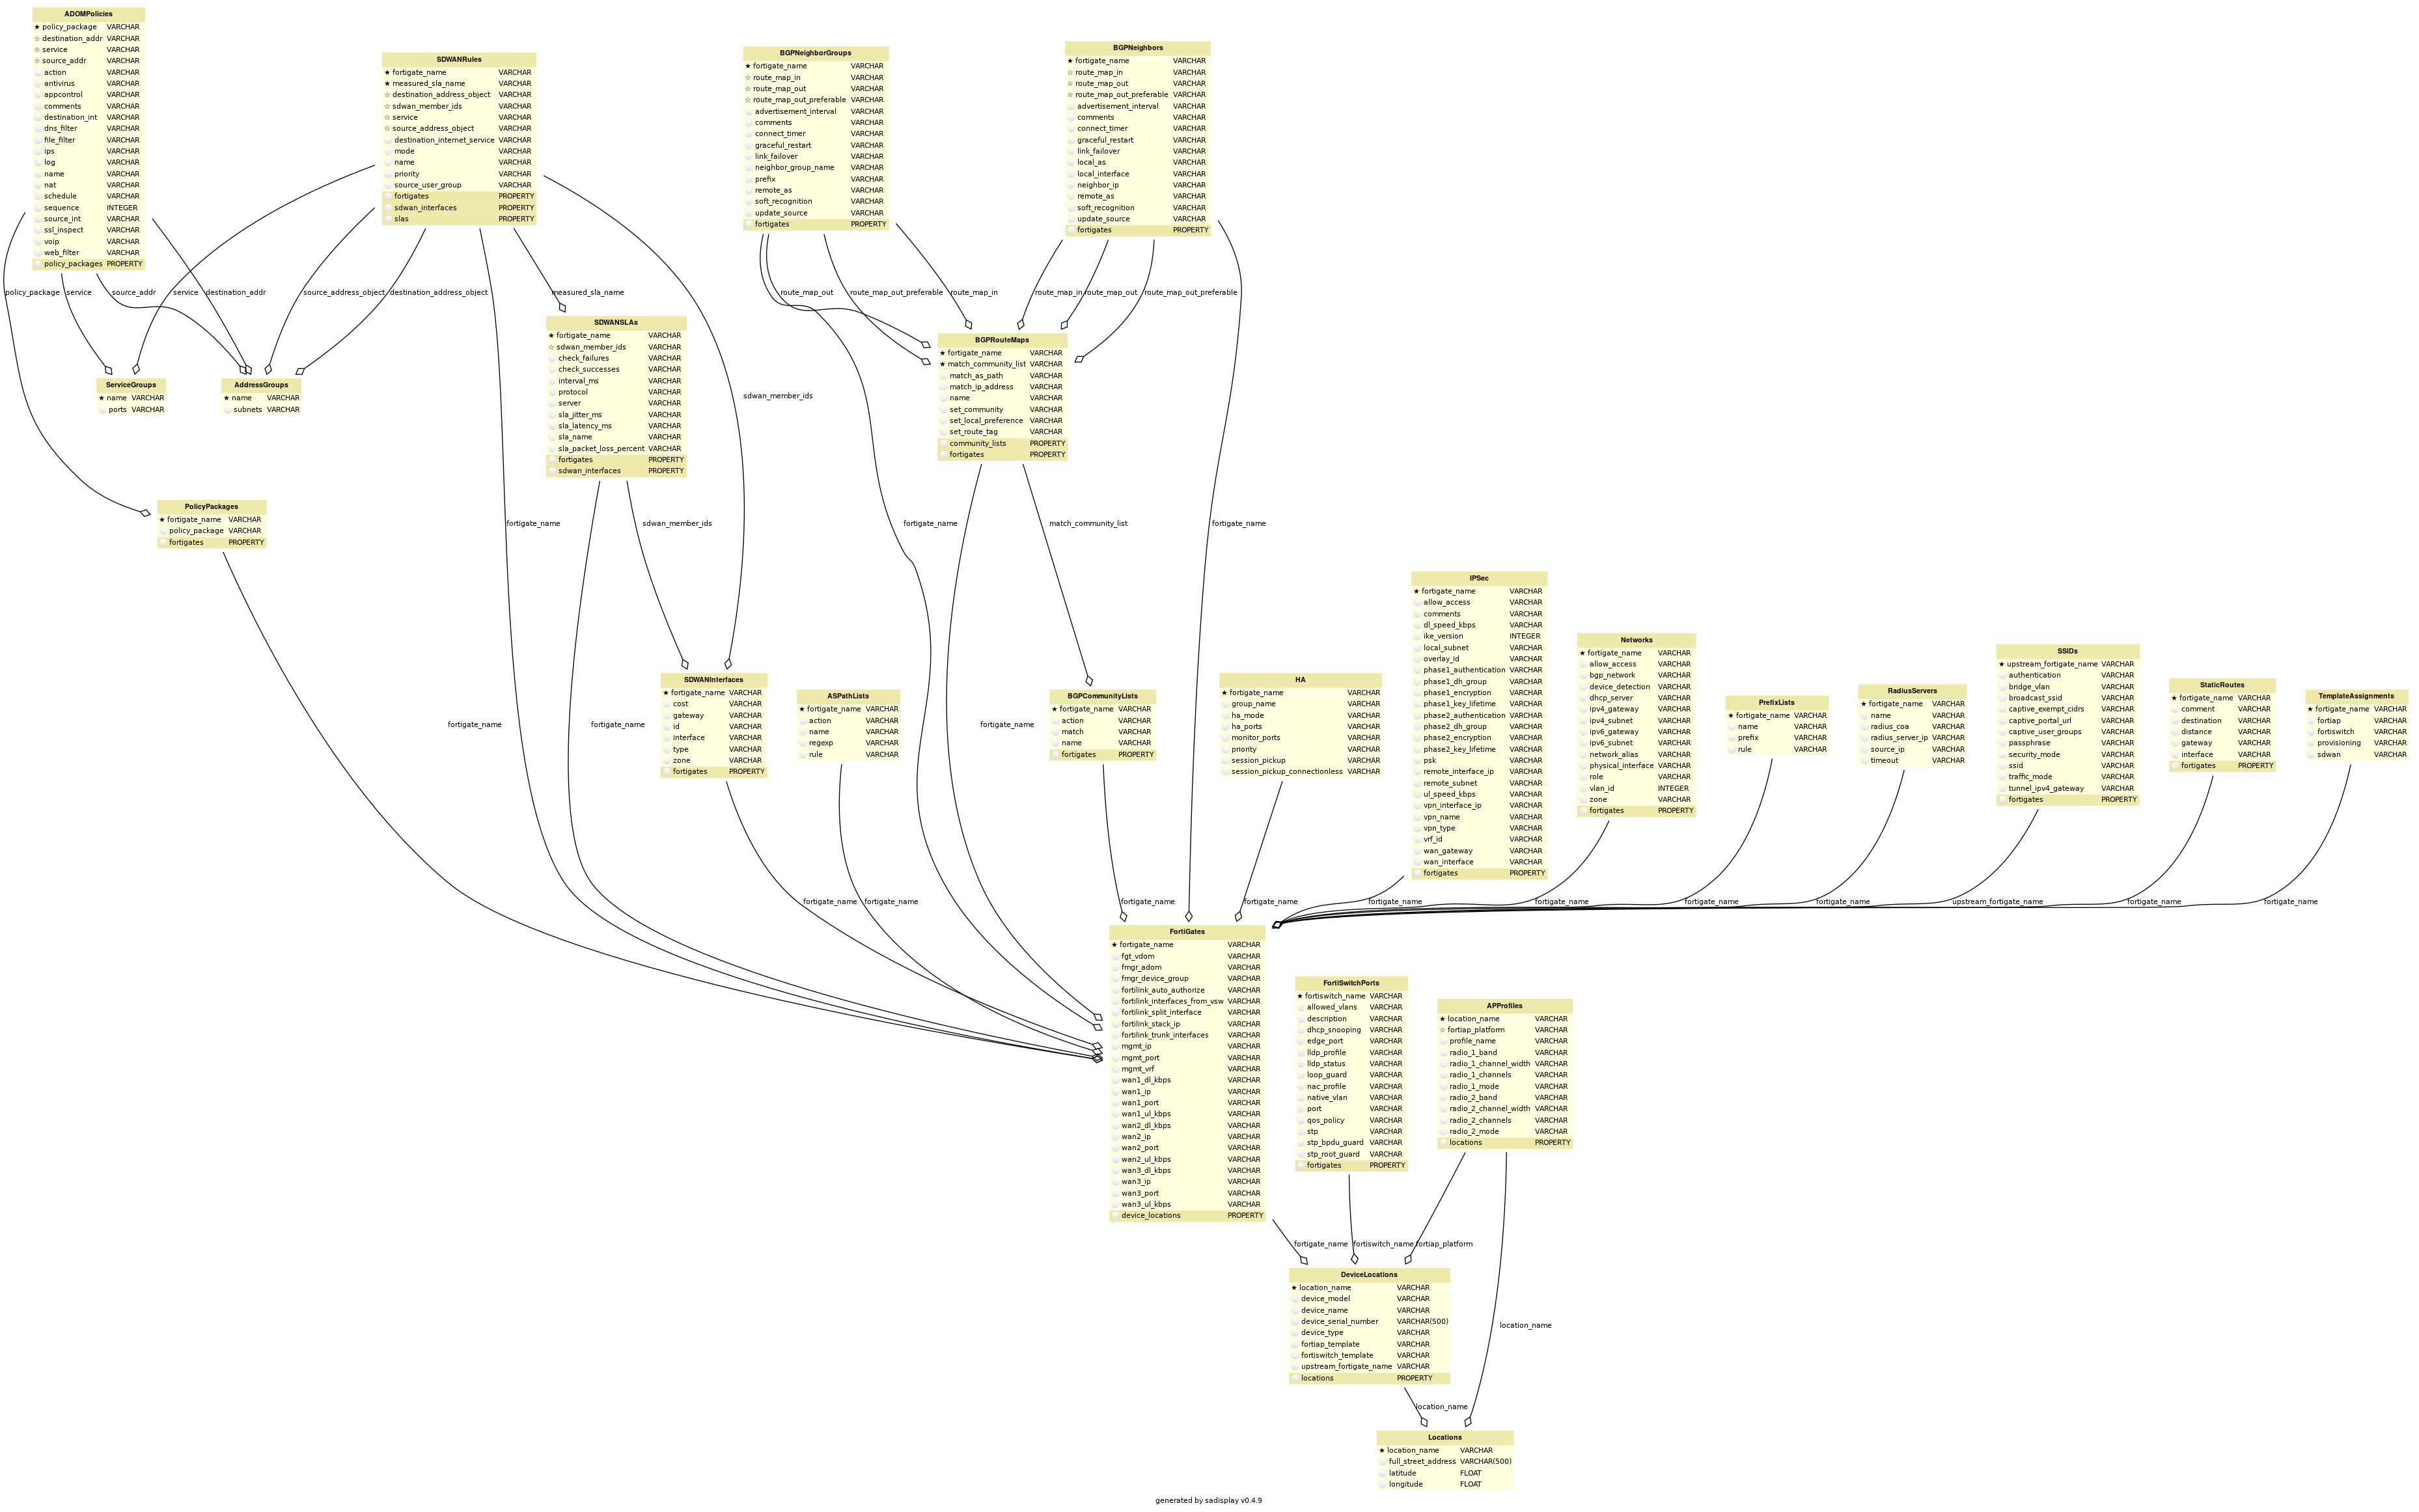 ADOMPolicies
★ policy_package VARCHAR
☆ destination_addr VARCHAR
☆ service VARCHAR
☆ source_addr VARCHAR
action VARCHAR
antivirus VARCHAR
appcontrol VARCHAR
comments VARCHAR
destination_int VARCHAR
dns_filter VARCHAR
file_filter VARCHAR
ips VARCHAR
log VARCHAR
name VARCHAR
nat VARCHAR
schedule VARCHAR
sequence INTEGER
source_int VARCHAR
ssl_inspect VARCHAR
voip VARCHAR
web_filter VARCHAR
policy_packages PROPERTY
SDWANRules
★ fortigate_name VARCHAR
★ measured_sla_name VARCHAR
☆ destination_address_object VARCHAR
☆ sdwan_member_ids VARCHAR
☆ service VARCHAR
☆ source_address_object VARCHAR
destination_internet_service VARCHAR
mode VARCHAR
name VARCHAR
priority VARCHAR
source_user_group VARCHAR
fortigates PROPERTY
sdwan_interfaces PROPERTY
slas PROPERTY
BGPNeighborGroups
★ fortigate_name VARCHAR
☆ route_map_in VARCHAR
☆ route_map_out VARCHAR
☆ route_map_out_preferable VARCHAR
advertisement_interval VARCHAR
comments VARCHAR
connect_timer VARCHAR
graceful_restart VARCHAR
link_failover VARCHAR
neighbor_group_name VARCHAR
prefix VARCHAR
remote_as VARCHAR
soft_recognition VARCHAR
update_source VARCHAR
fortigates PROPERTY
BGPNeighbors
★ fortigate_name VARCHAR
☆ route_map_in VARCHAR
☆ route_map_out VARCHAR
☆ route_map_out_preferable VARCHAR
advertisement_interval VARCHAR
comments VARCHAR
connect_timer VARCHAR
graceful_restart VARCHAR
link_failover VARCHAR
local_as VARCHAR
local_interface VARCHAR
neighbor_ip VARCHAR
remote_as VARCHAR
soft_recognition VARCHAR
update_source VARCHAR
fortigates PROPERTY
policy_package
service
source_addr
service
destination_addr
source_address_object
destination_address_object
measured_sla_name
route_map_out
route_map_out_preferable
route_map_in
route_map_in
route_map_out
route_map_out_preferable
SDWANSLAs
★ fortigate_name VARCHAR
☆ sdwan_member_ids VARCHAR
check_failures VARCHAR
check_successes VARCHAR
interval_ms VARCHAR
protocol VARCHAR
server VARCHAR
sla_jitter_ms VARCHAR
sla_latency_ms VARCHAR
sla_name VARCHAR
sla_packet_loss_percent VARCHAR
fortigates PROPERTY
sdwan_interfaces PROPERTY
BGPRouteMaps
★ fortigate_name VARCHAR
★ match_community_list VARCHAR
match_as_path VARCHAR
match_ip_address VARCHAR
name VARCHAR
set_community VARCHAR
set_local_preference VARCHAR
set_route_tag VARCHAR
community_lists PROPERTY
fortigates PROPERTY
ServiceGroups
★ name VARCHAR
ports VARCHAR
AddressGroups
★ name VARCHAR
subnets VARCHAR
sdwan_member_ids
PolicyPackages
★ fortigate_name VARCHAR
policy_package VARCHAR
fortigates PROPERTY
fortigate_name
sdwan_member_ids
fortigate_name
match_community_list
fortigate_name
IPSec
★ fortigate_name VARCHAR
allow_access VARCHAR
comments VARCHAR
dl_speed_kbps VARCHAR
ike_version INTEGER
local_subnet VARCHAR
overlay_id VARCHAR
phase1_authentication VARCHAR
phase1_dh_group VARCHAR
phase1_encryption VARCHAR
phase1_key_lifetime VARCHAR
phase2_authentication VARCHAR
phase2_dh_group VARCHAR
phase2_encryption VARCHAR
phase2_key_lifetime VARCHAR
psk VARCHAR
remote_interface_ip VARCHAR
remote_subnet VARCHAR
ul_speed_kbps VARCHAR
vpn_interface_ip VARCHAR
vpn_name VARCHAR
vpn_type VARCHAR
vrf_id VARCHAR
wan_gateway VARCHAR
wan_interface VARCHAR
fortigates PROPERTY
Networks
★ fortigate_name VARCHAR
allow_access VARCHAR
bgp_network VARCHAR
device_detection VARCHAR
dhcp_server VARCHAR
ipv4_gateway VARCHAR
ipv4_subnet VARCHAR
ipv6_gateway VARCHAR
ipv6_subnet VARCHAR
network_alias VARCHAR
physical_interface VARCHAR
role VARCHAR
vlan_id INTEGER
zone VARCHAR
fortigates PROPERTY
SSIDs
★ upstream_fortigate_name VARCHAR
authentication VARCHAR
bridge_vlan VARCHAR
broadcast_ssid VARCHAR
captive_exempt_cidrs VARCHAR
captive_portal_url VARCHAR
captive_user_groups VARCHAR
passphrase VARCHAR
security_mode VARCHAR
ssid VARCHAR
traffic_mode VARCHAR
tunnel_ipv4_gateway VARCHAR
fortigates PROPERTY
SDWANInterfaces
★ fortigate_name VARCHAR
cost VARCHAR
gateway VARCHAR
id VARCHAR
interface VARCHAR
type VARCHAR
zone VARCHAR
fortigates PROPERTY
ASPathLists
★ fortigate_name VARCHAR
action VARCHAR
name VARCHAR
regexp VARCHAR
rule VARCHAR
BGPCommunityLists
★ fortigate_name VARCHAR
action VARCHAR
match VARCHAR
name VARCHAR
fortigates PROPERTY
HA
★ fortigate_name VARCHAR
group_name VARCHAR
ha_mode VARCHAR
ha_ports VARCHAR
monitor_ports VARCHAR
priority VARCHAR
session_pickup VARCHAR
session_pickup_connectionless VARCHAR
PrefixLists
★ fortigate_name VARCHAR
name VARCHAR
prefix VARCHAR
rule VARCHAR
RadiusServers
★ fortigate_name VARCHAR
name VARCHAR
radius_coa VARCHAR
radius_server_ip VARCHAR
source_ip VARCHAR
timeout VARCHAR
StaticRoutes
★ fortigate_name VARCHAR
comment VARCHAR
destination VARCHAR
distance VARCHAR
gateway VARCHAR
interface VARCHAR
fortigates PROPERTY
TemplateAssignments
★ fortigate_name VARCHAR
fortiap VARCHAR
fortiswitch VARCHAR
provisioning VARCHAR
sdwan VARCHAR
fortigate_name
fortigate_name
fortigate_name
fortigate_name
fortigate_name
fortigate_name
fortigate_name
fortigate_name
fortigate_name
fortigate_name
fortigate_name
upstream_fortigate_name
fortigate_name
fortigate_name
FortiGates
★ fortigate_name VARCHAR
fgt_vdom VARCHAR
fmgr_adom VARCHAR
fmgr_device_group VARCHAR
fortilink_auto_authorize VARCHAR
fortilink_interfaces_from_vsw VARCHAR
fortilink_split_interface VARCHAR
fortilink_stack_ip VARCHAR
fortilink_trunk_interfaces VARCHAR
mgmt_ip VARCHAR
mgmt_port VARCHAR
mgmt_vrf VARCHAR
wan1_dl_kbps VARCHAR
wan1_ip VARCHAR
wan1_port VARCHAR
wan1_ul_kbps VARCHAR
wan2_dl_kbps VARCHAR
wan2_ip VARCHAR
wan2_port VARCHAR
wan2_ul_kbps VARCHAR
wan3_dl_kbps VARCHAR
wan3_ip VARCHAR
wan3_port VARCHAR
wan3_ul_kbps VARCHAR
device_locations PROPERTY
FortiSwitchPorts
★ fortiswitch_name VARCHAR
allowed_vlans VARCHAR
description VARCHAR
dhcp_snooping VARCHAR
edge_port VARCHAR
lldp_profile VARCHAR
lldp_status VARCHAR
loop_guard VARCHAR
nac_profile VARCHAR
native_vlan VARCHAR
port VARCHAR
qos_policy VARCHAR
stp VARCHAR
stp_bpdu_guard VARCHAR
stp_root_guard VARCHAR
fortigates PROPERTY
APProfiles
★ location_name VARCHAR
☆ fortiap_platform VARCHAR
profile_name VARCHAR
radio_1_band VARCHAR
radio_1_channel_width VARCHAR
radio_1_channels VARCHAR
radio_1_mode VARCHAR
radio_2_band VARCHAR
radio_2_channel_width VARCHAR
radio_2_channels VARCHAR
radio_2_mode VARCHAR
locations PROPERTY
fortigate_name
fortiswitch_name
fortiap_platform
DeviceLocations
★ location_name VARCHAR
device_model VARCHAR
device_name VARCHAR
device_serial_number VARCHAR(500)
device_type VARCHAR
fortiap_template VARCHAR
fortiswitch_template VARCHAR
upstream_fortigate_name VARCHAR
locations PROPERTY
location_name
location_name
Locations
★ location_name VARCHAR
full_street_address VARCHAR(500)
latitude FLOAT
longitude FLOAT
generated by sadisplay v0.4.9